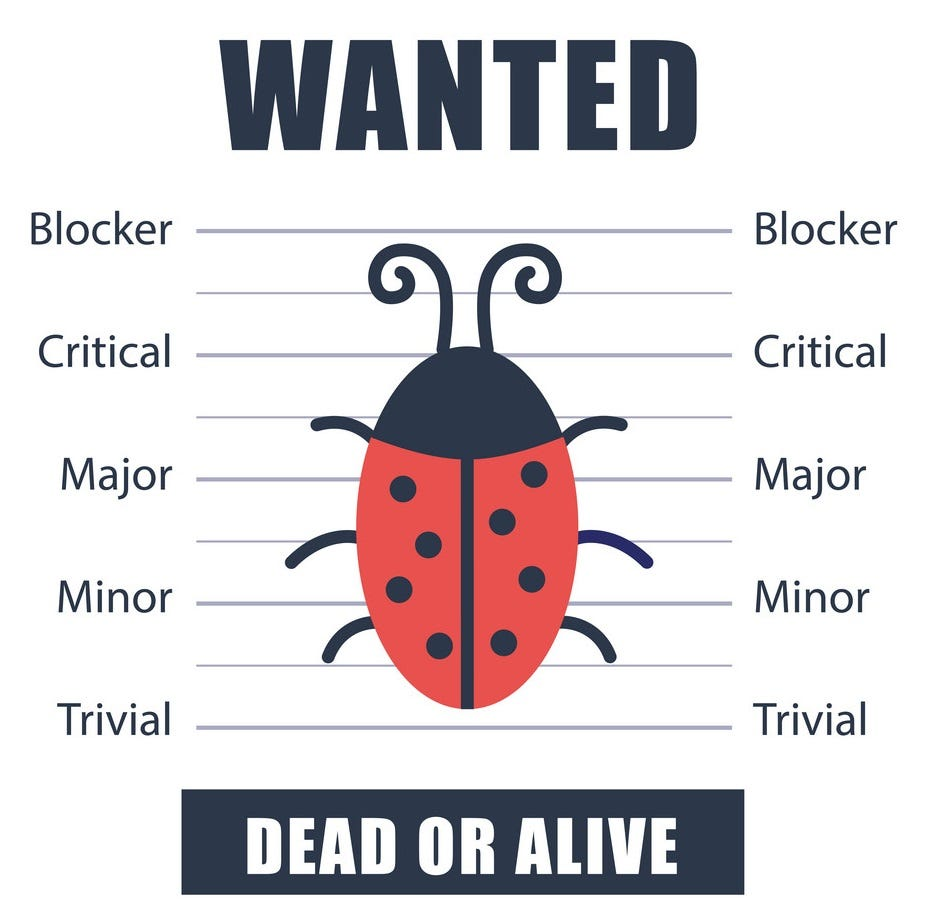 WANTED
Blocker Blocker
Critical Critical
Major Major
Minor Minor
Trivial Trivial
DEAD OR ALIVE